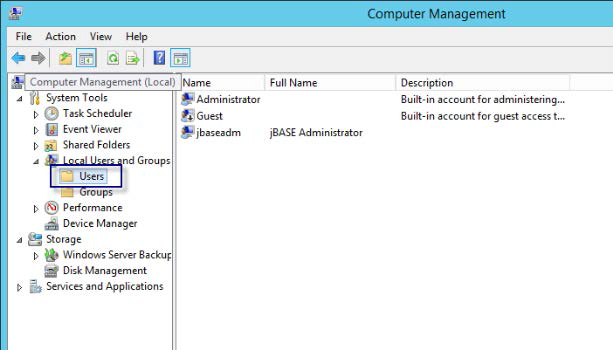 Computer Management
File Action View Help
Computer Management (Local)
Name Full Name Description
System Tools
Administrator Built-in account for administering...
Task Scheduler
Guest Built-in account for guest access t...
Event Viewer
jbaseadm jBASE Administrator
Shared Folders
Local Users and Groups
Users
Groups
Performance
Device Manager
Storage
Windows Server Backup
Disk Management
Services and Applications